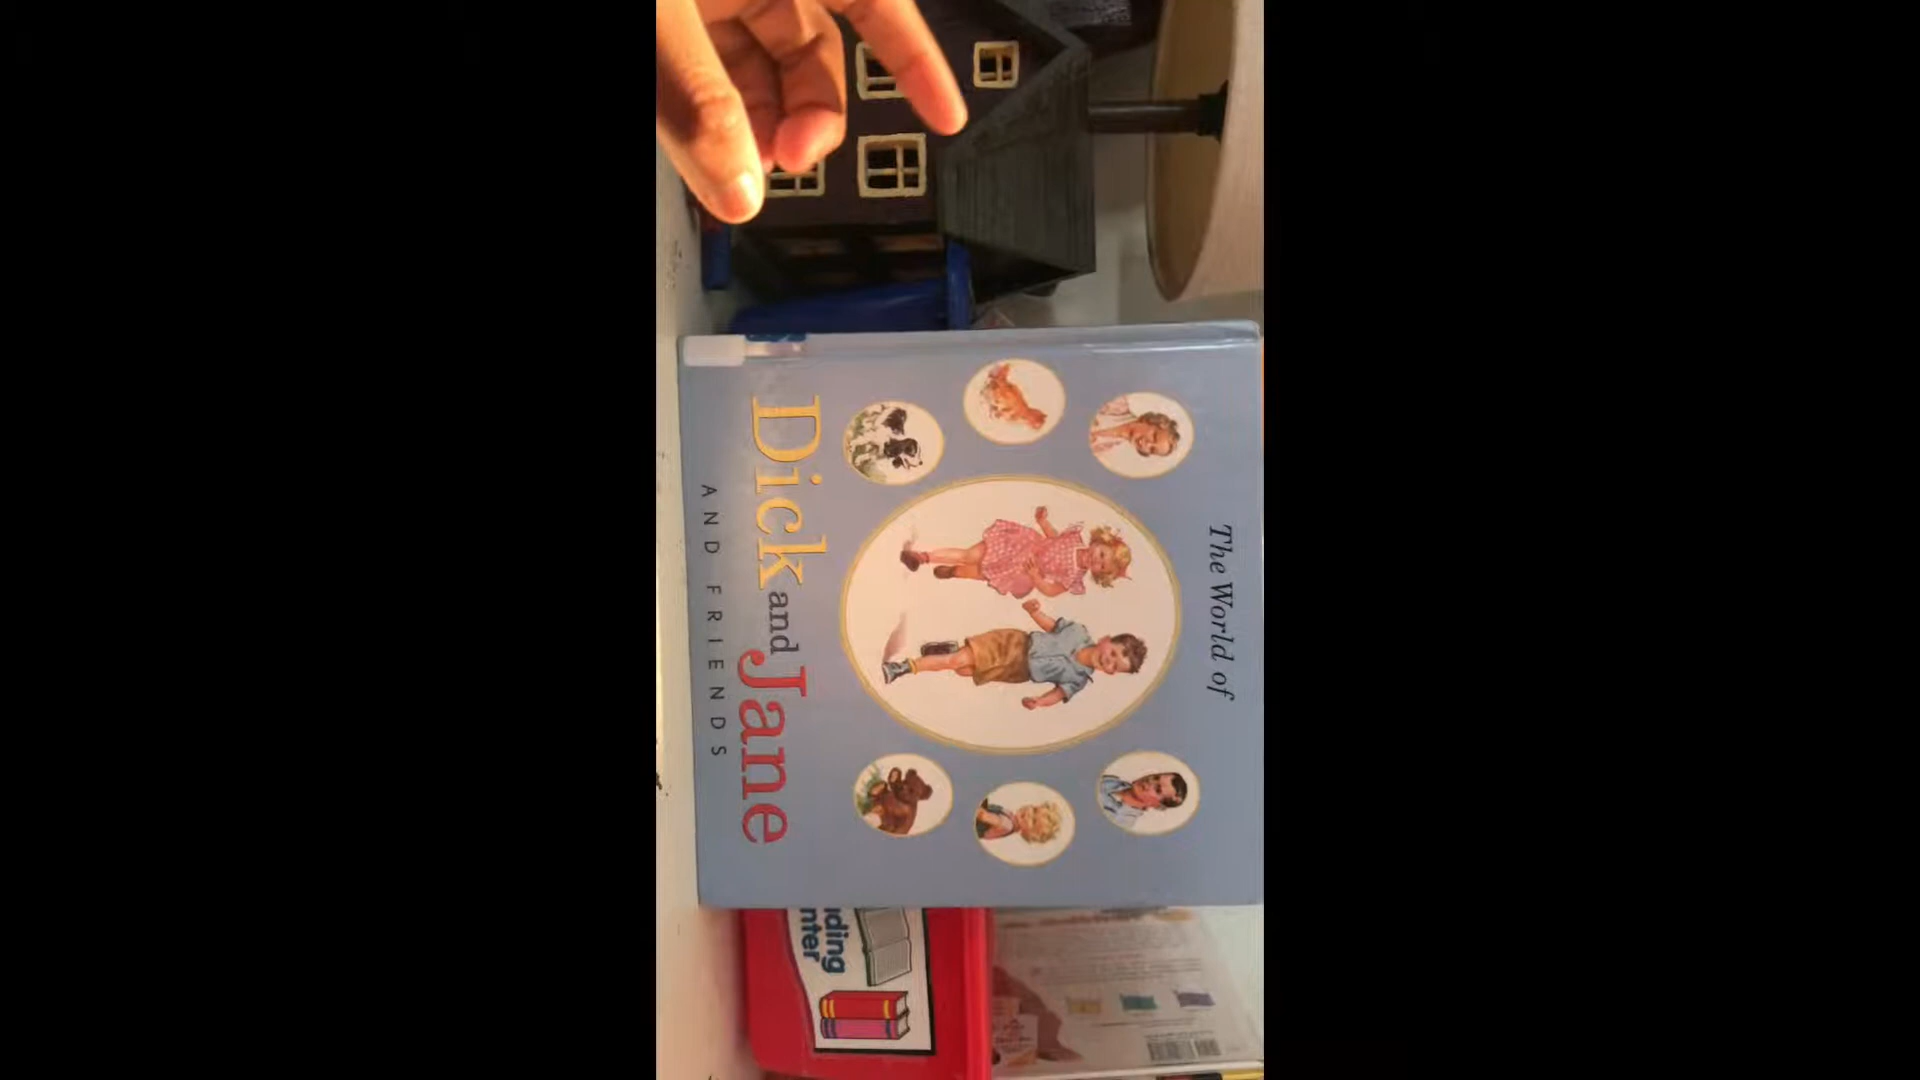 The World of
Dick and Jane
AND FRIENDS
ding
nter